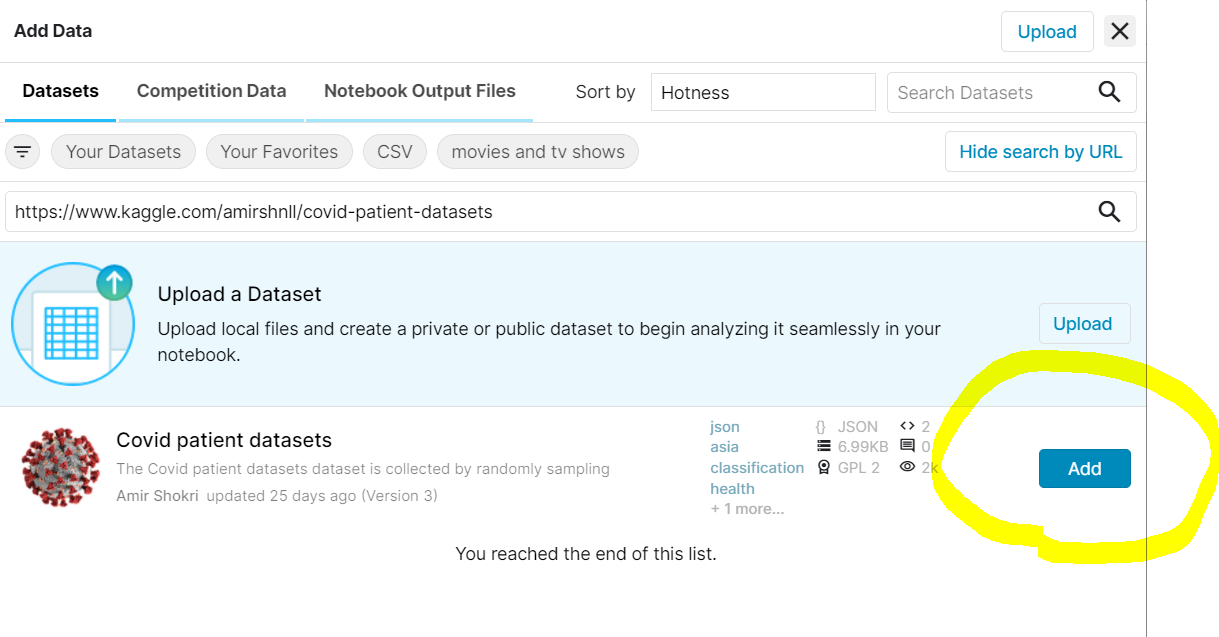 Add Data
Upload
Datasets
Competition Data
Notebook Output Files
Sort by
Hotness
Search Datasets
Your Datasets
Your Favorites
CSV
movies and tv shows
Hide search by URL
https://www.kaggle.com/amirshnll/covid-patient-datasets
Upload a Dataset
Upload local files and create a private or public dataset to begin analyzing it seamlessly in your
notebook.
Upload
Covid patient datasets
The Covid patient datasets dataset is collected by randomly sampling
Amir Shokri updated 25 days ago (Version 3)
json
asia
classification
health
+ 1 more...
{} JSON
6.99KB
GPL 2
<> 2
0
2k
Add
You reached the end of this list.